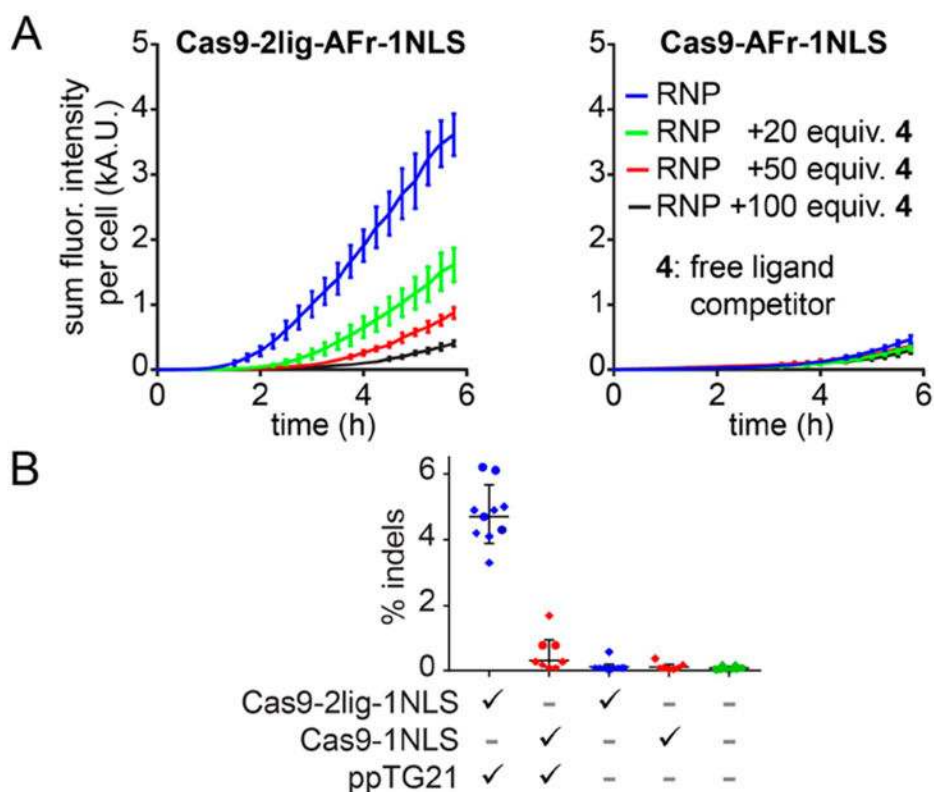 A
Cas9-2lig-AFr-1NLS
Cas9-AFr-1NLS
sum fluor. intensity
per cell (kA.U.)
5
4
3
2
1
0
0 2 4 6
time (h)
5
4
3
2
1
0
0 2 4 6
time (h)
RNP
RNP +20 equiv. 4
RNP +50 equiv. 4
RNP +100 equiv. 4
4: free ligand
competitor
B
% indels
6
4
2
0
Cas9-2lig-1NLS ✓ - ✓ - -
Cas9-1NLS - ✓ - ✓ -
ppTG21 ✓ ✓ - - -